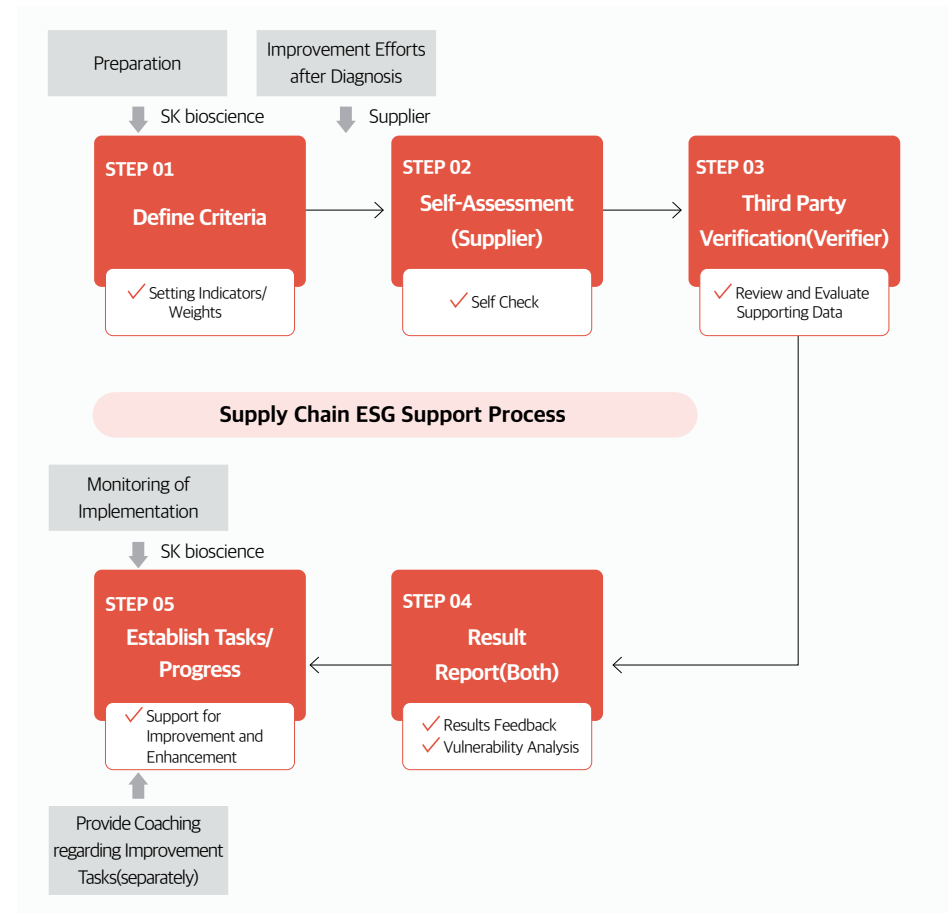 Preparation
Improvement Efforts
after Diagnosis
SK bioscience
Supplier
STEP 01
Define Criteria
Setting Indicators/
Weights
STEP 02
Self-Assessment
(Supplier)
Self Check
STEP 03
Third Party
Verification(Verifier)
Review and Evaluate
Supporting Data
Supply Chain ESG Support Process
Monitoring of
Implementation
SK bioscience
STEP 05
Establish Tasks/
Progress
Support for
Improvement and
Enhancement
STEP 04
Result
Report(Both)
Results Feedback
Vulnerability Analysis
Provide Coaching
regarding Improvement
Tasks(separately)